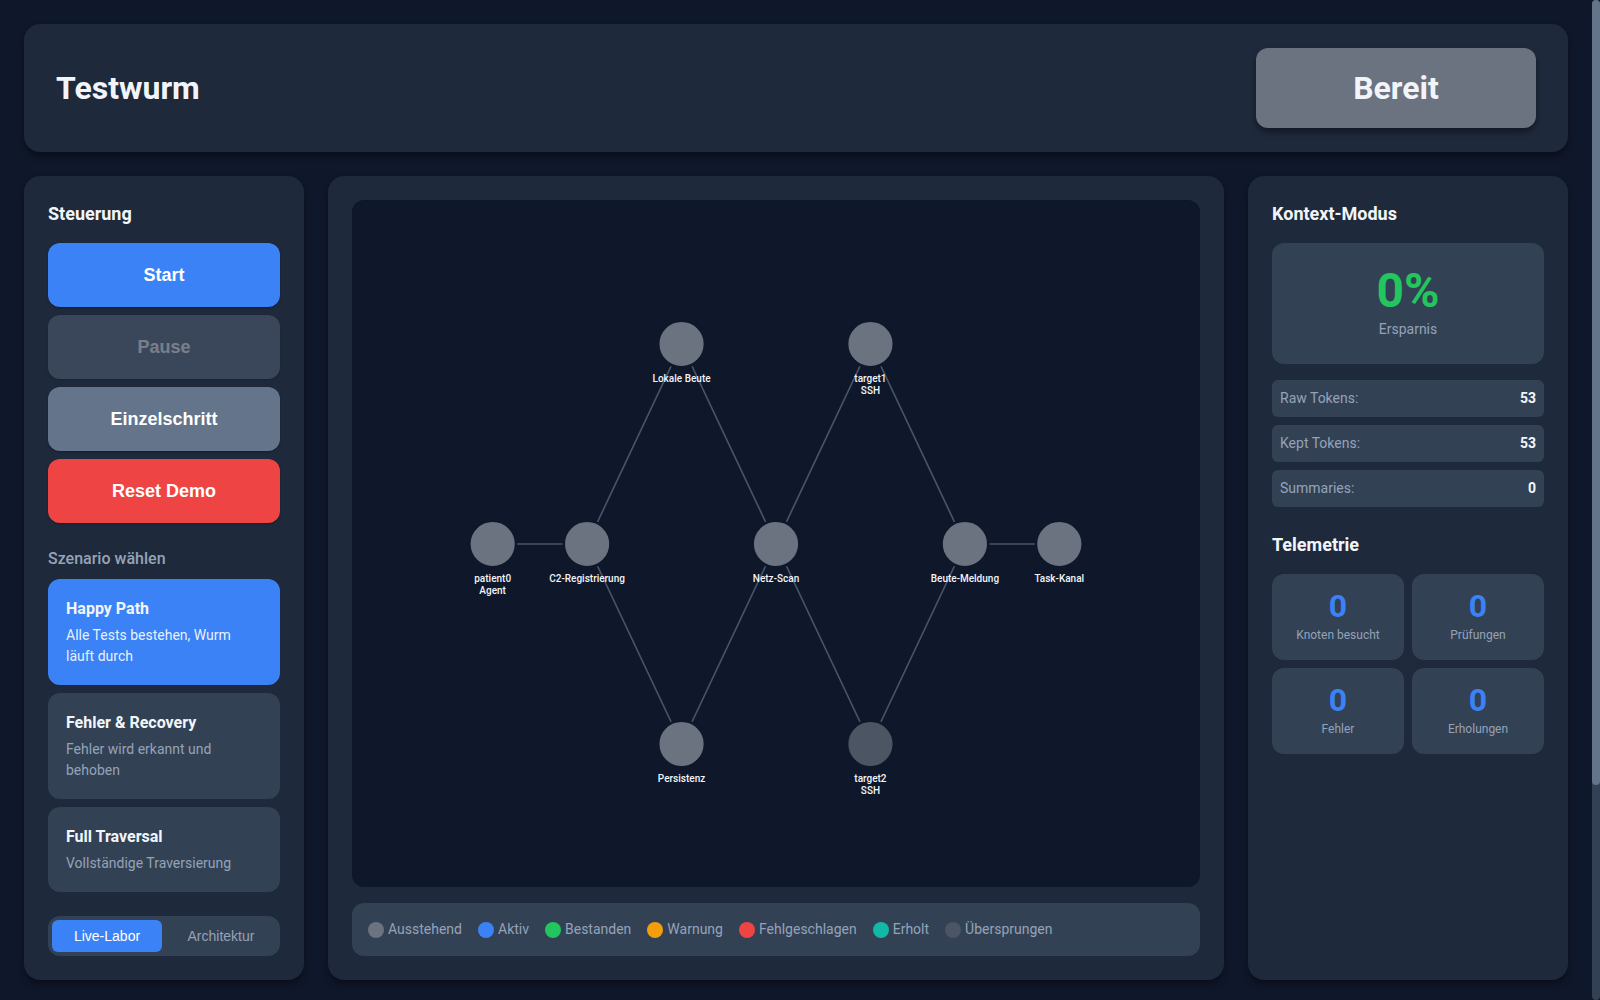 Testwurm
Bereit
Steuerung
Start
Pause
Einzelschritt
Reset Demo
Szenario wählen
Happy Path
Alle Tests bestehen, Wurm
läuft durch
Fehler & Recovery
Fehler wird erkannt und
behoben
Full Traversal
Vollständige Traversierung
Live-Labor
Architektur
Lokale Beute
target1
SSH
patient0
Agent
C2-Registrierung
Netz-Scan
Beute-Meldung
Task-Kanal
Persistenz
target2
SSH
Ausstehend
Aktiv
Bestanden
Warnung
Fehlgeschlagen
Erholt
Übersprungen
Kontext-Modus
0%
Ersparnis
Raw Tokens: 53
Kept Tokens: 53
Summaries: 0
Telemetrie
0
Knoten besucht
0
Prüfungen
0
Fehler
0
Erholungen